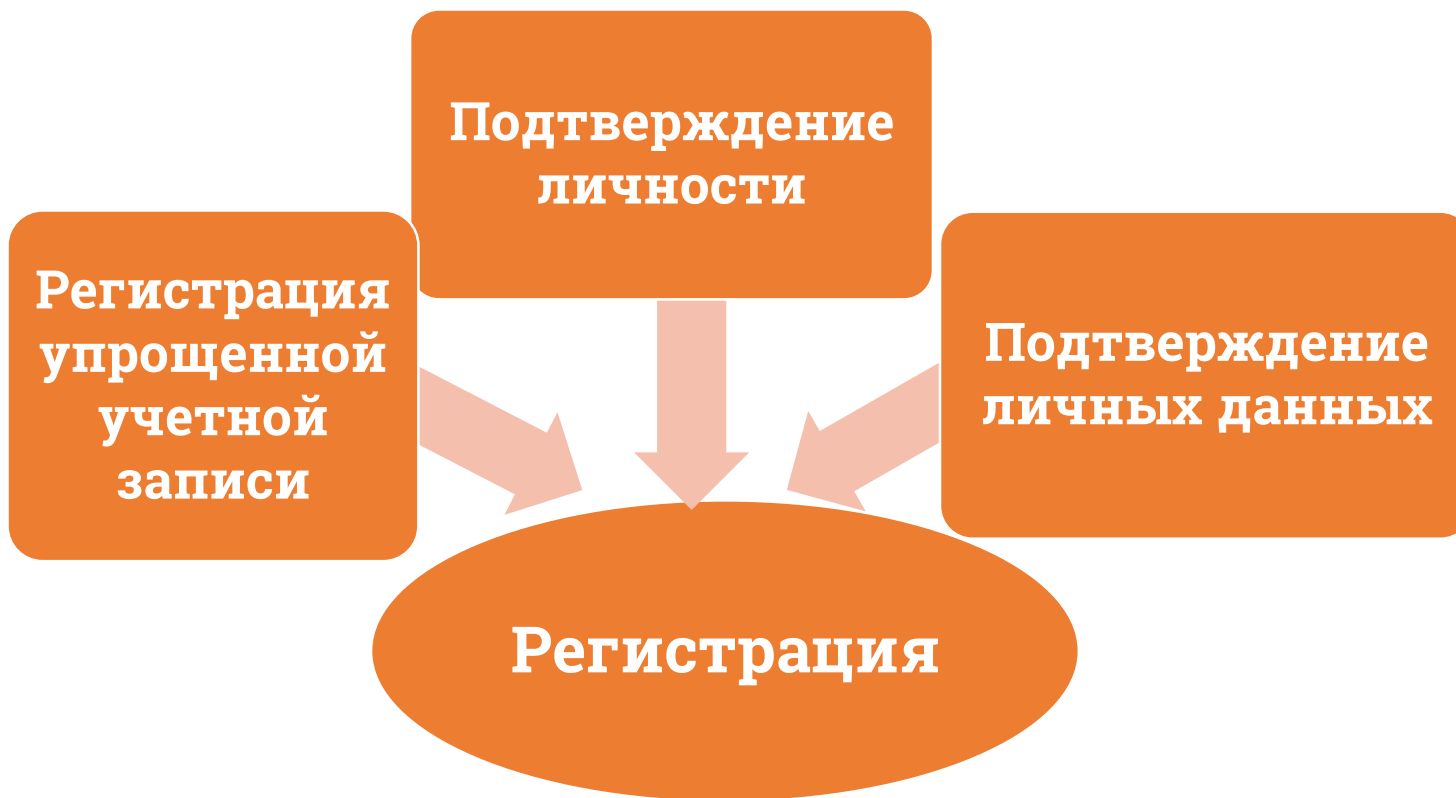 Подтверждение
личности
Регистрация
упрощенной
учетной
записи
Подтверждение
личных данных
Регистрация